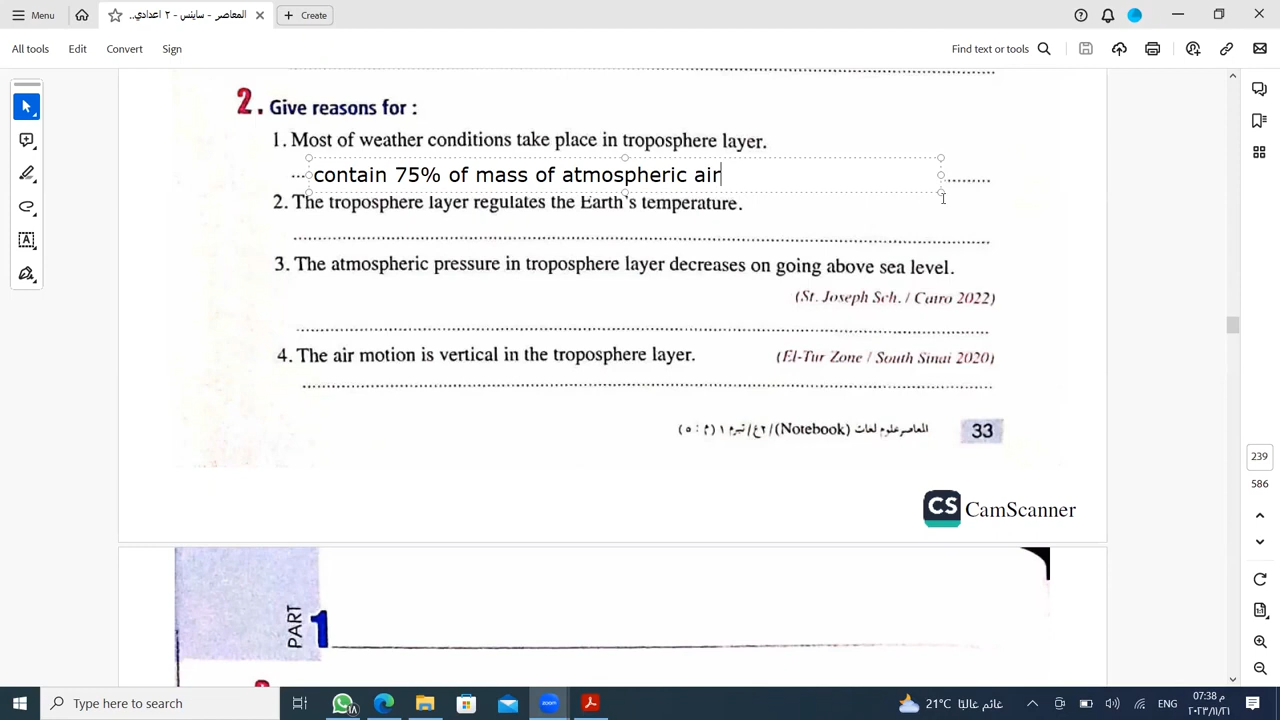 Menu
المعاصر - ساينس - ٢ اعدادي..
Create
All tools
Edit
Convert
Sign
Find text or tools
2. Give reasons for :
1. Most of weather conditions take place in troposphere layer.
contain 75% of mass of atmospheric air
2. The troposphere layer regulates the Earth's temperature.
3. The atmospheric pressure in troposphere layer decreases on going above sea level.
(St. Joseph Sch. / Cairo 2022)
4. The air motion is vertical in the troposphere layer.
(El-Tur Zone / South Sinai 2020)
المعاصر علوم لغات (Notebook) / ٢ع / تيرم ١ (م : ٥)
33
239
586
CS CamScanner
PART 1
Type here to search
zoom
21°C غائم غالبًا
ENG
07:38 م
٢٠٢٣/١١/٢١